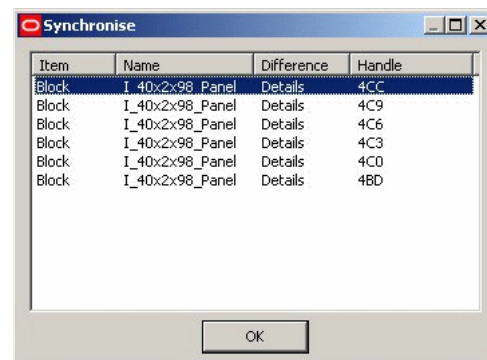 Synchronise
Item Name Difference Handle
Block I_40x2x98_Panel Details 4CC
Block I_40x2x98_Panel Details 4C9
Block I_40x2x98_Panel Details 4C6
Block I_40x2x98_Panel Details 4C3
Block I_40x2x98_Panel Details 4C0
Block I_40x2x98_Panel Details 4BD
OK